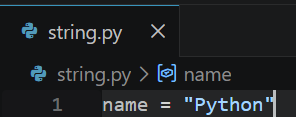 string.py
string.py > name
1 name = "Python"